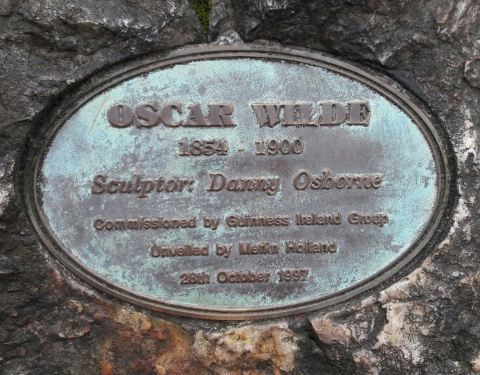 OSCAR WILDE
1854 - 1900
Sculptor: Danny Osborne
Commissioned by Guinness Ireland Group
Unveiled by Merlin Holland
28th October 1997